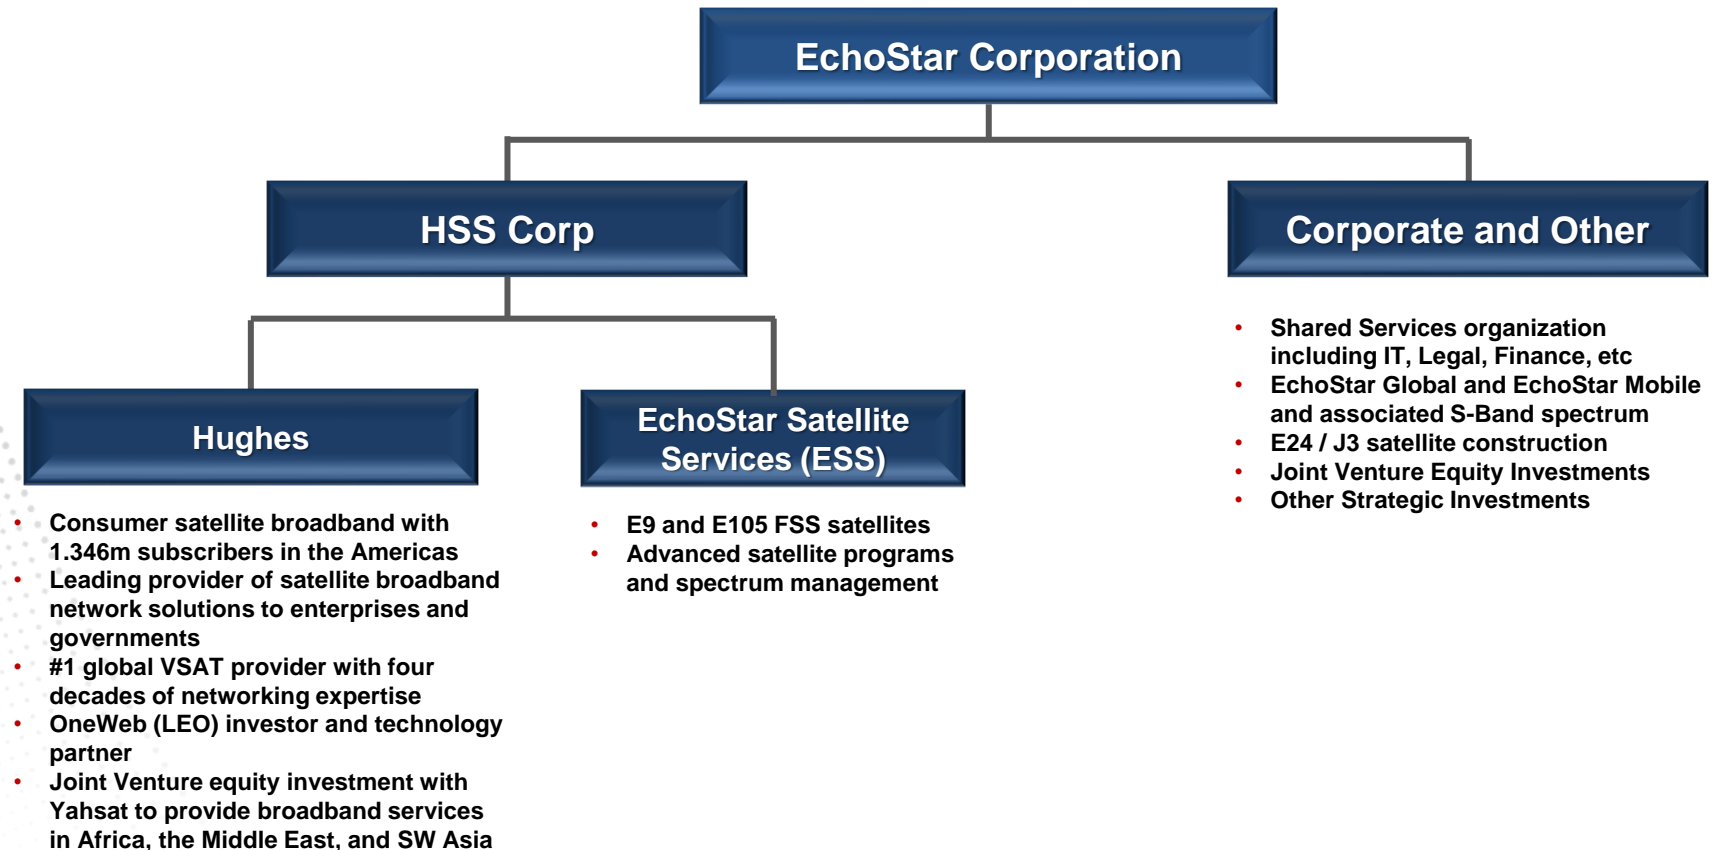 EchoStar Corporation
HSS Corp
Corporate and Other
• Shared Services organization
including IT, Legal, Finance, etc
• EchoStar Global and EchoStar Mobile
and associated S-Band spectrum
• E24 / J3 satellite construction
• Joint Venture Equity Investments
• Other Strategic Investments
Hughes
EchoStar Satellite
Services (ESS)
• Consumer satellite broadband with
1.346m subscribers in the Americas
• Leading provider of satellite broadband
network solutions to enterprises and
governments
• #1 global VSAT provider with four
decades of networking expertise
• OneWeb (LEO) investor and technology
partner
• Joint Venture equity investment with
Yahsat to provide broadband services
in Africa, the Middle East, and SW Asia
• E9 and E105 FSS satellites
• Advanced satellite programs
and spectrum management